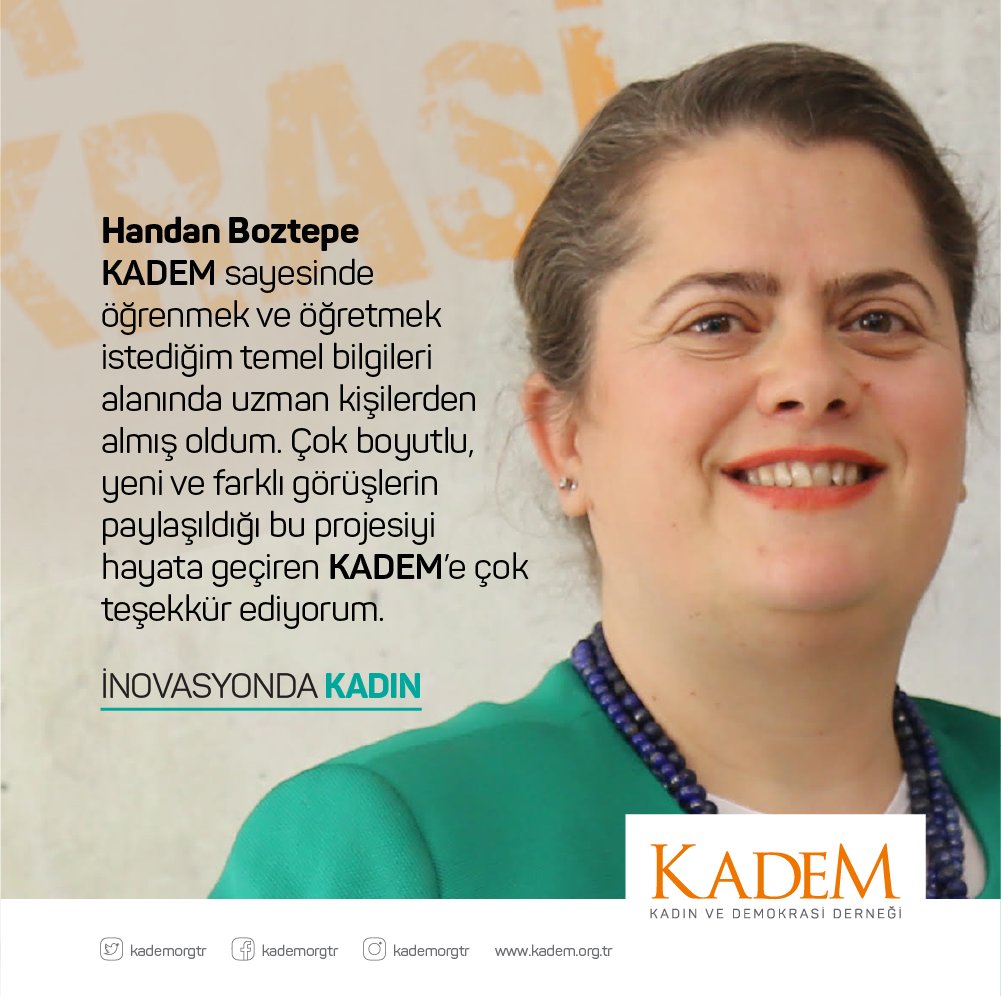 KRASİ
Handan Boztepe
KADEM sayesinde
öğrenmek ve öğretmek
istediğim temel bilgileri
alanında uzman kişilerden
almış oldum. Çok boyutlu,
yeni ve farklı görüşlerin
paylaşıldığı bu projesiyi
hayata geçiren KADEM’e çok
teşekkür ediyorum.
İNOVASYONDA KADIN
KADEM
KADIN VE DEMOKRASİ DERNEĞİ
kademorgtr kademorgtr kademorgtr www.kadem.org.tr